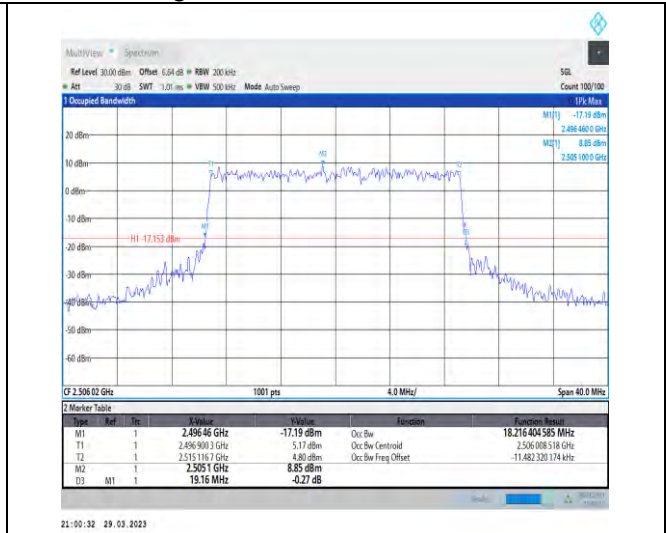 MultiView Spectrum
Ref Level 30.00 dBm Offset 6.64 dB RBW 200 kHz SGL
Att 30 dB SWT 1.01 ms VBW 500 kHz Mode Auto Sweep Count 100/100
1 Occupied Bandwidth 1Pk Max
M1[1] -17.19 dBm
2.496 460 0 GHz
M2[1] 8.85 dBm
2.505 100 0 GHz
20 dBm
10 dBm
M2
T1
T2
0 dBm
-10 dBm
M1
D3
H1 -17.153 dBm
-20 dBm
-30 dBm
-40 dBm
-50 dBm
-60 dBm
CF 2.506 02 GHz 1001 pts 4.0 MHz/ Span 40.0 MHz
2 Marker Table
Type Ref Trc X-Value Y-Value Function Function Result
M1 1 2.496 46 GHz -17.19 dBm Occ Bw 18.216 404 585 MHz
T1 1 2.496 900 3 GHz 5.17 dBm Occ Bw Centroid 2.506 008 518 GHz
T2 1 2.515 116 7 GHz 4.80 dBm Occ Bw Freq Offset -11.482 320 174 kHz
M2 1 2.5051 GHz 8.85 dBm
D3 M1 1 19.16 MHz -0.27 dB
21:00:32 29.03.2023